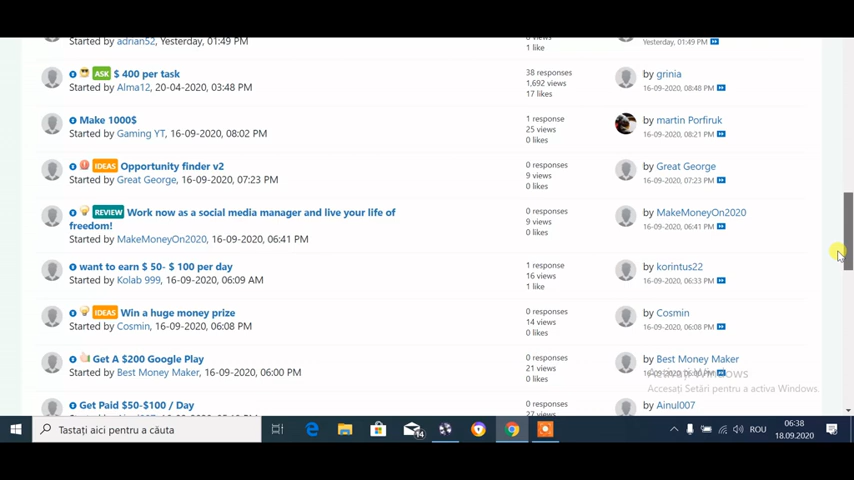 Started by adrian52, Yesterday, 01:49 PM
0 views
1 like
Yesterday, 01:49 PM
ASK $ 400 per task
Started by Alma12, 20-04-2020, 03:48 PM
38 responses
1,692 views
17 likes
by grinia
16-09-2020, 08:48 PM
Make 1000$
Started by Gaming YT, 16-09-2020, 08:02 PM
1 response
25 views
0 likes
by martin Porfiruk
16-09-2020, 08:21 PM
IDEAS Opportunity finder v2
Started by Great George, 16-09-2020, 07:23 PM
0 responses
9 views
0 likes
by Great George
16-09-2020, 07:23 PM
REVIEW Work now as a social media manager and live your life of
freedom!
Started by MakeMoneyOn2020, 16-09-2020, 06:41 PM
0 responses
9 views
0 likes
by MakeMoneyOn2020
16-09-2020, 06:41 PM
want to earn $ 50- $ 100 per day
Started by Kolab 999, 16-09-2020, 06:09 AM
1 response
16 views
1 like
by korintus22
16-09-2020, 06:33 PM
IDEAS Win a huge money prize
Started by Cosmin, 16-09-2020, 06:08 PM
0 responses
14 views
0 likes
by Cosmin
16-09-2020, 06:08 PM
Get A $200 Google Play
Started by Best Money Maker, 16-09-2020, 06:00 PM
0 responses
21 views
0 likes
by Best Money Maker
Windows
Accesați Setări pentru a activa Windows.
Get Paid $50-$100 / Day
0 responses
27 views
by Ainul007
Tastați aici pentru a căuta
14
ROU
06:38
18.09.2020